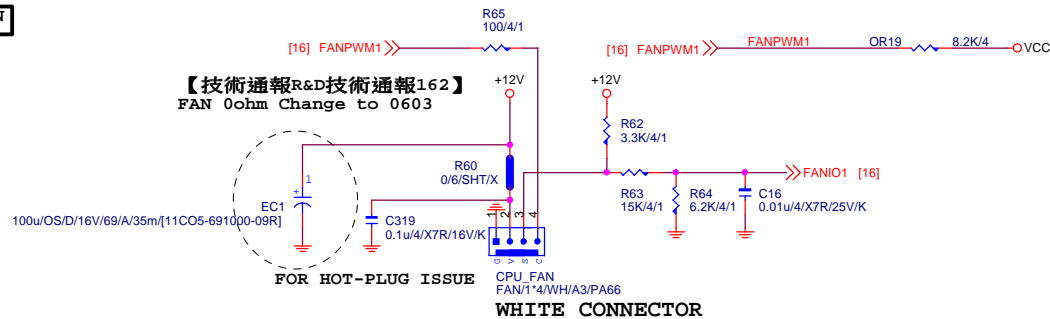 R65
100/4/1
[16] FANPWM1
[16] FANPWM1
FANPWM1
OR19
8.2K/4
VCC
【技術通報R&D技術通報162】
FAN 0ohm Change to 0603
+12V
+12V
R62
3.3K/4/1
R60
0/6/SHT/X
FANIO1 [16]
1
+
EC1
100u/OS/D/16V/69/A/35m/[11CO5-691000-09R]
C319
0.1u/4/X7R/16V/K
R63
15K/4/1
R64
6.2K/4/1
C16
0.01u/4/X7R/25V/K
1 2 3 4
G V S C
FOR HOT-PLUG ISSUE
CPU_FAN
FAN/1*4/WH/A3/PA66
WHITE CONNECTOR